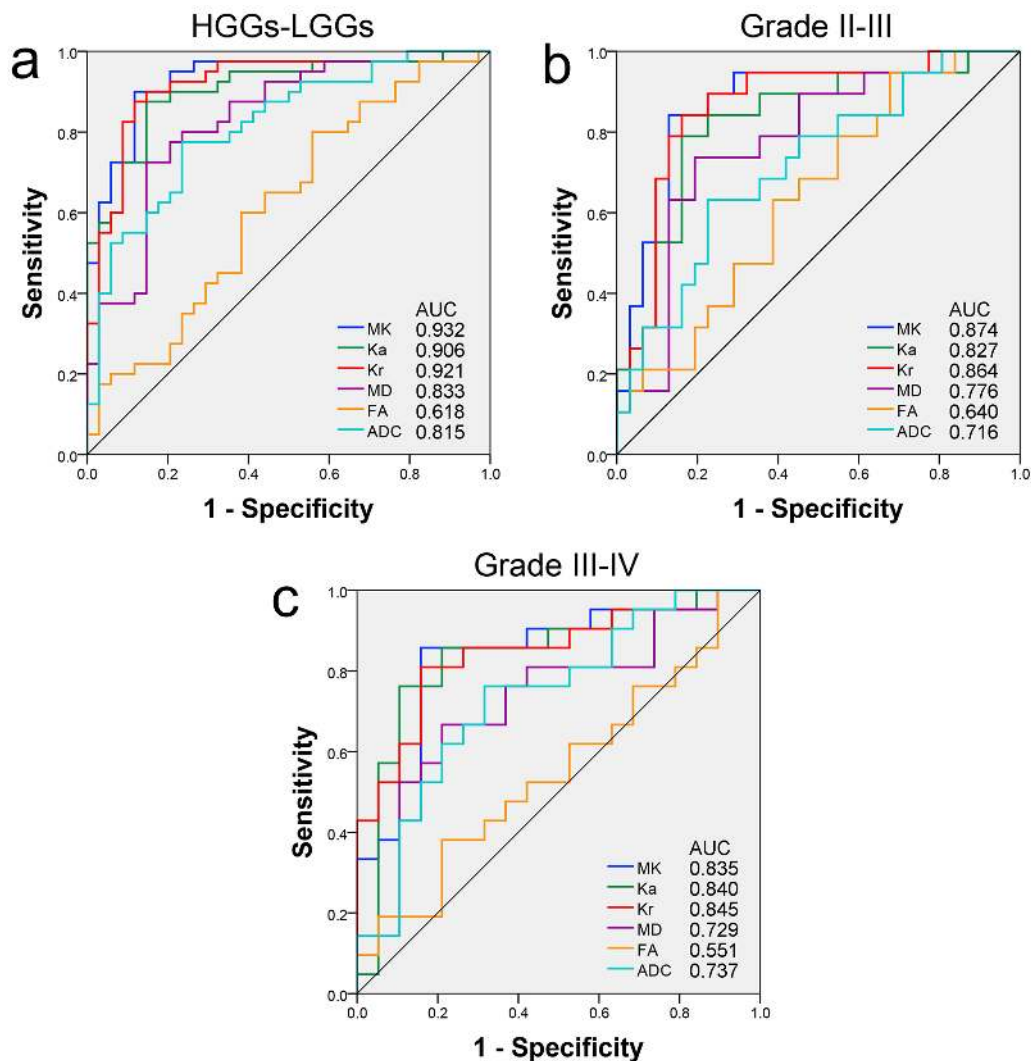 a
HGGs-LGGs
Sensitivity
1.0
0.8
0.6
0.4
0.2
0.0
AUC
MK 0.932
Ka 0.906
Kr 0.921
MD 0.833
FA 0.618
ADC 0.815
0.0 0.2 0.4 0.6 0.8 1.0
1 - Specificity
b
Grade II-III
Sensitivity
1.0
0.8
0.6
0.4
0.2
0.0
AUC
MK 0.874
Ka 0.827
Kr 0.864
MD 0.776
FA 0.640
ADC 0.716
0.0 0.2 0.4 0.6 0.8 1.0
1 - Specificity
c
Grade III-IV
Sensitivity
1.0
0.8
0.6
0.4
0.2
0.0
AUC
MK 0.835
Ka 0.840
Kr 0.845
MD 0.729
FA 0.551
ADC 0.737
0.0 0.2 0.4 0.6 0.8 1.0
1 - Specificity